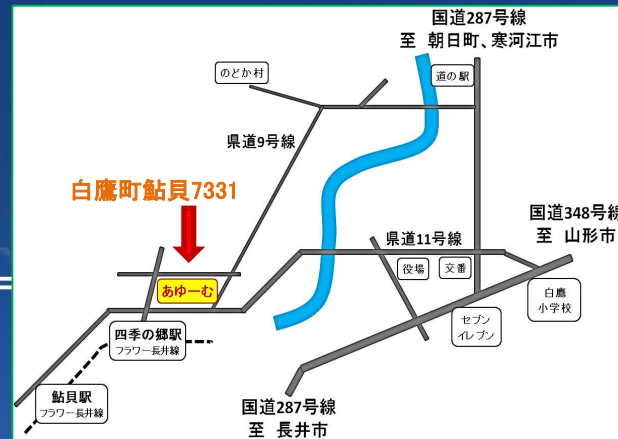 国道287号線
至 朝日町、寒河江市
のどか村
道の駅
県道9号線
白鷹町鮎貝7331
国道348号線
至 山形市
県道11号線
役場
交番
あゆーむ
白鷹
小学校
セブン
イレブン
四季の郷駅
フラワー長井線
鮎貝駅
フラワー長井線
国道287号線
至 長井市